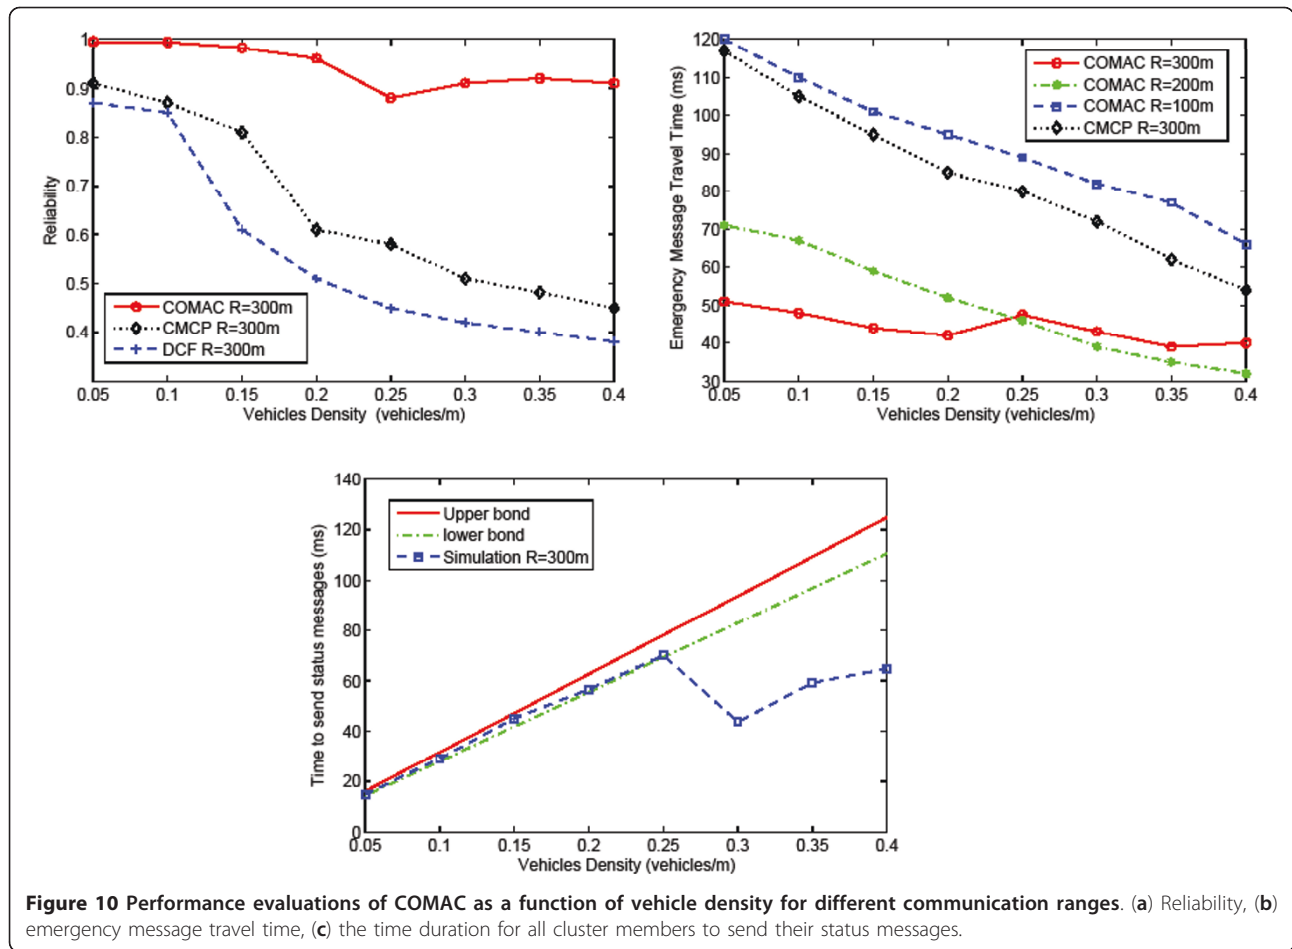 1
0.9
0.8
0.7
0.6
0.5
0.4
Reliability
COMAC R=300m
CMCP R=300m
DCF R=300m
0.05 0.1 0.15 0.2 0.25 0.3 0.35 0.4
Vehicles Density (vehicles/m)
120
110
100
90
80
70
60
50
40
30
Emergency Message Travel Time (ms)
COMAC R=300m
COMAC R=200m
COMAC R=100m
CMCP R=300m
0.05 0.1 0.15 0.2 0.25 0.3 0.35 0.4
Vehicles Density (vehicles/m)
140
120
100
80
60
40
20
0
Time to send status messages (ms)
Upper bond
lower bond
Simulation R=300m
0.05 0.1 0.15 0.2 0.25 0.3 0.35 0.4
Vehicles Density (vehicles/m)
Figure 10 Performance evaluations of COMAC as a function of vehicle density for different communication ranges. (a) Reliability, (b)
emergency message travel time, (c) the time duration for all cluster members to send their status messages.